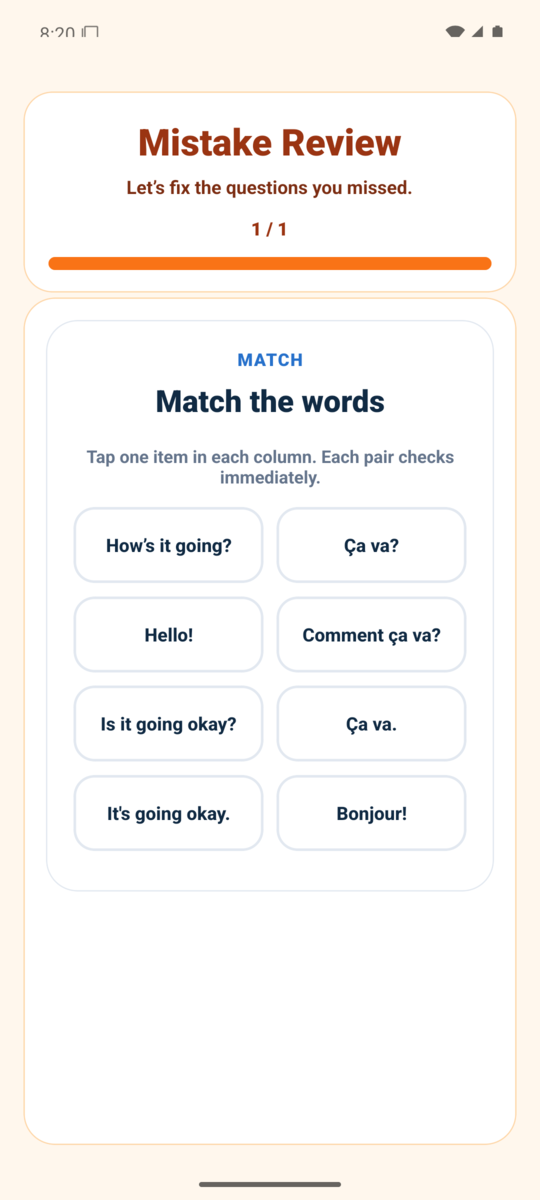 8:20
Mistake Review
Let’s fix the questions you missed.
1 / 1
MATCH
Match the words
Tap one item in each column. Each pair checks
immediately.
How’s it going?
Ça va?
Hello!
Comment ça va?
Is it going okay?
Ça va.
It's going okay.
Bonjour!